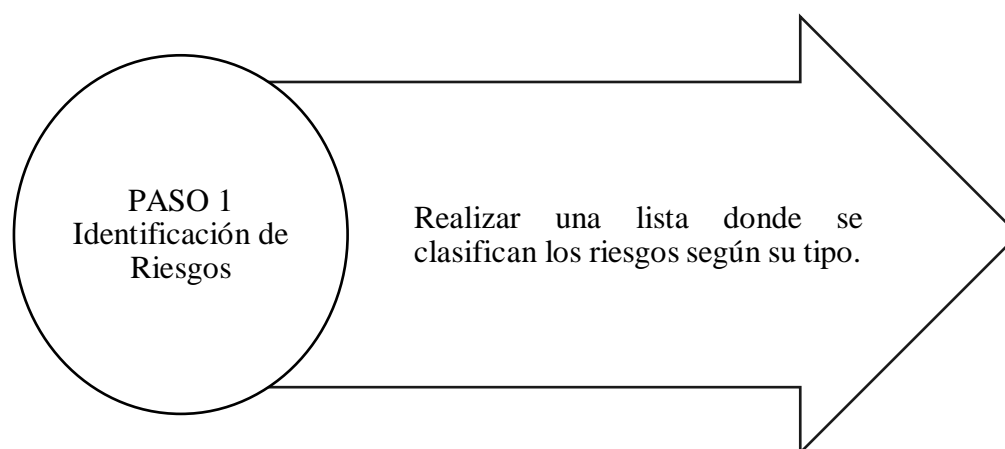 PASO 1
Identificación de
Riesgos
Realizar una lista donde se
clasifican los riesgos según su tipo.